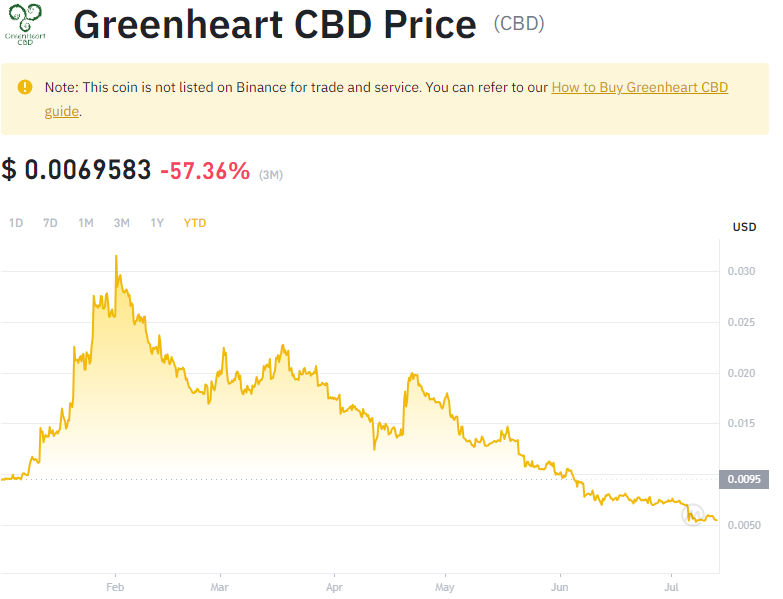 GREENHEART
CBD
Greenheart CBD Price (CBD)
Note: This coin is not listed on Binance for trade and service. You can refer to our How to Buy Greenheart CBD
guide.
$ 0.0069583 -57.36% (3M)
1D 7D 1M 3M 1Y YTD
USD
0.030
0.025
0.020
0.015
0.0095
0.0050
Feb Mar Apr May Jun Jul